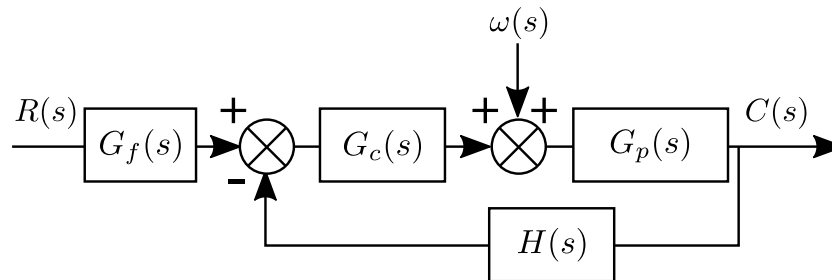 ω(s)
R(s)
+
+
+
C(s)
G_f(s)
G_c(s)
G_p(s)
-
H(s)